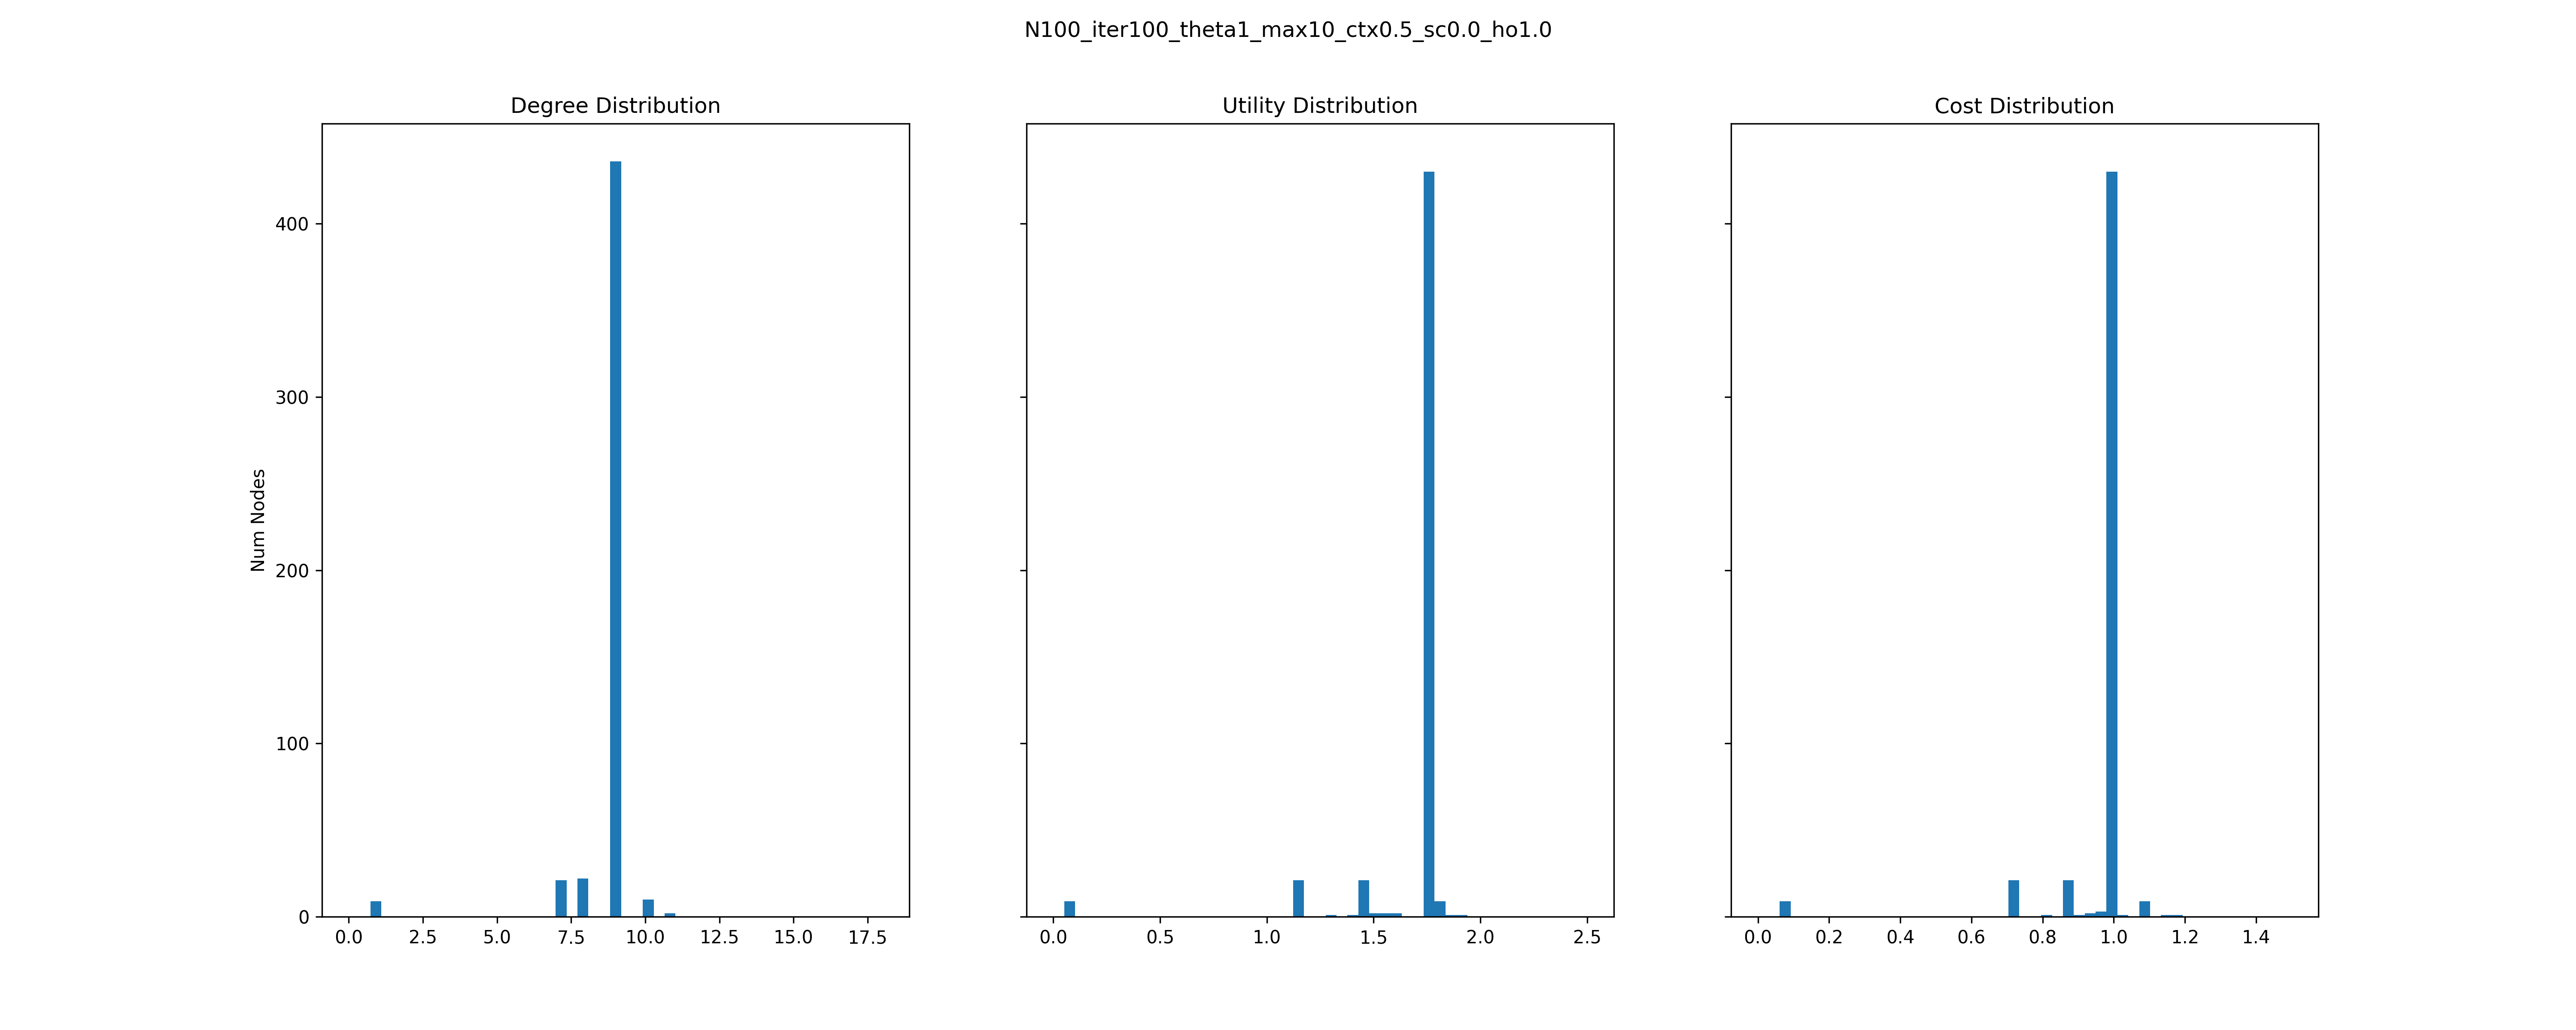 N100_iter100_theta1_max10_ctx0.5_sc0.0_ho1.0
Degree Distribution
Utility Distribution
Cost Distribution
Num Nodes
400
300
200
100
0
0.0 2.5 5.0 7.5 10.0 12.5 15.0 17.5
0.0 0.5 1.0 1.5 2.0 2.5
0.0 0.2 0.4 0.6 0.8 1.0 1.2 1.4